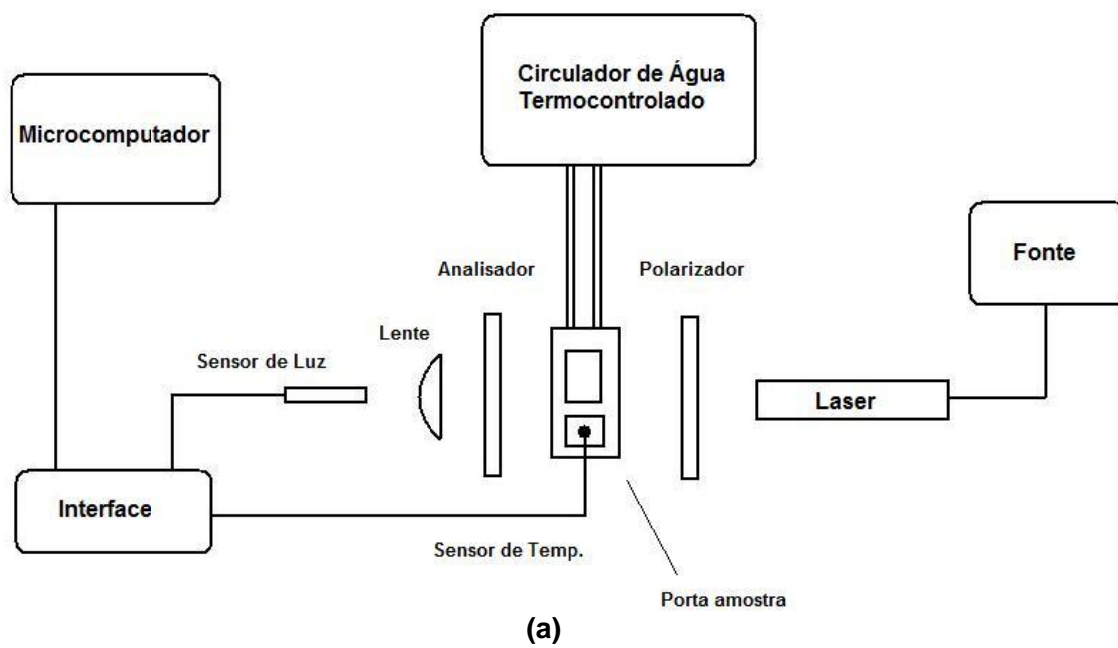 Circulador de Água
Termocontrolado
Microcomputador
Fonte
Analisador
Polarizador
Lente
Sensor de Luz
Laser
Interface
Sensor de Temp.
Porta amostra
(a)